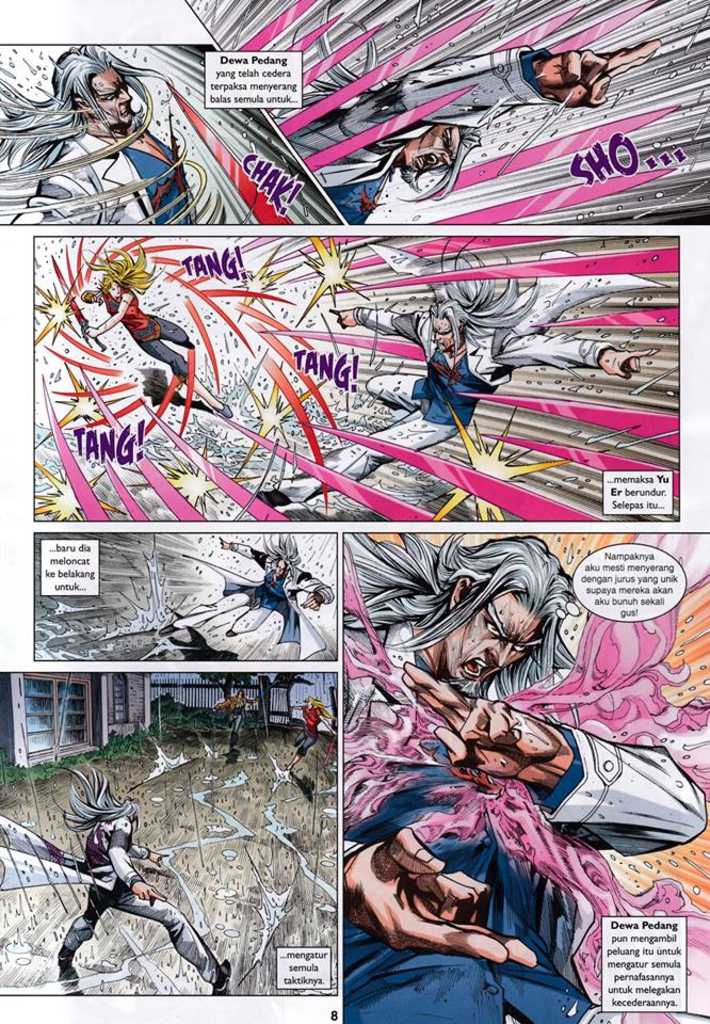 Dewa Pedang
yang telah cedera
terpaksa menyerang
balas semula untuk...
CHAK!
SHO...
TANG!
TANG!
TANG!
...memaksa Yu
Er berundur.
Selepas itu...
...baru dia
meloncat
ke belakang
untuk...
Nampaknya
aku mesti menyerang
dengan jurus yang unik
supaya mereka akan
aku bunuh sekali
gus!
...mengatur
semula
taktiknya.
Dewa Pedang
pun mengambil
peluang itu untuk
mengatur semula
pernafasannya
untuk melegakan
kecederaannya.
8